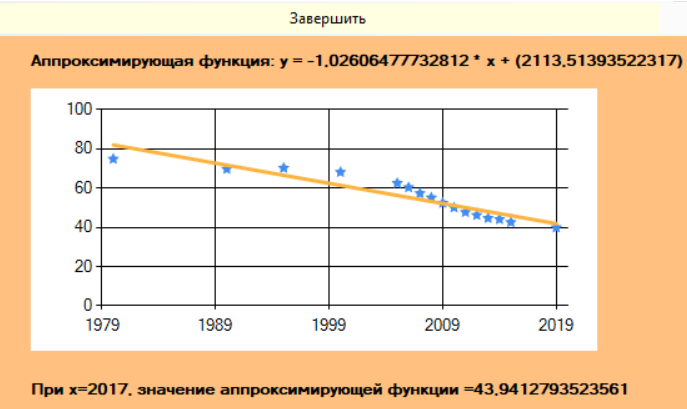 Завершить
Аппроксимирующая функция: y = -1,02606477732812 * x + (2113,51393522317)
100
80
60
40
20
0
1979 1989 1999 2009 2019
При x=2017, значение аппроксимирующей функции =43,9412793523561